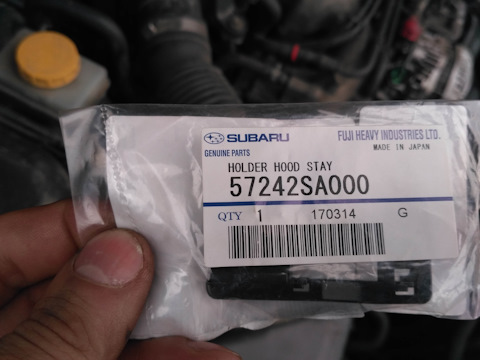 SUBARU FUJI HEAVY INDUSTRIES LTD.
GENUINE PARTS MADE IN JAPAN
HOLDER HOOD STAY
57242SA000
QTY 1 170314 G